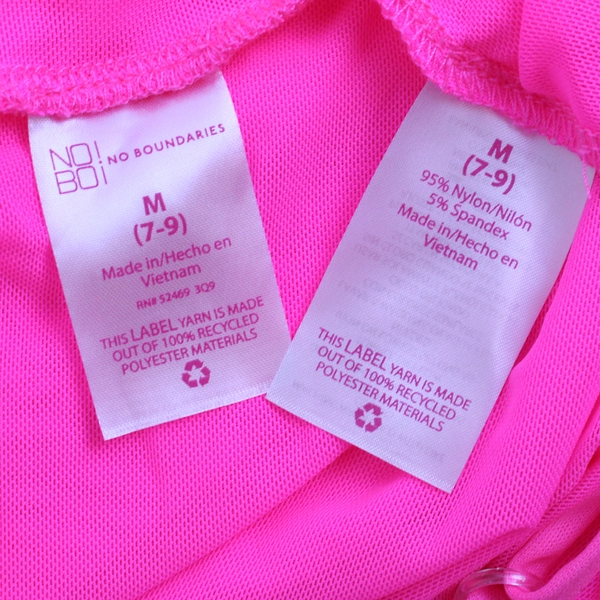 NO!
BO!
NO BOUNDARIES
M
(7-9)
Made in/Hecho en
Vietnam
RN# 52469 3Q9
THIS LABEL YARN IS MADE
OUT OF 100% RECYCLED
POLYESTER MATERIALS
M
(7-9)
95% Nylon/Nilón
5% Spandex
Made in/Hecho en
Vietnam
THIS LABEL YARN IS MADE
OUT OF 100% RECYCLED
POLYESTER MATERIALS